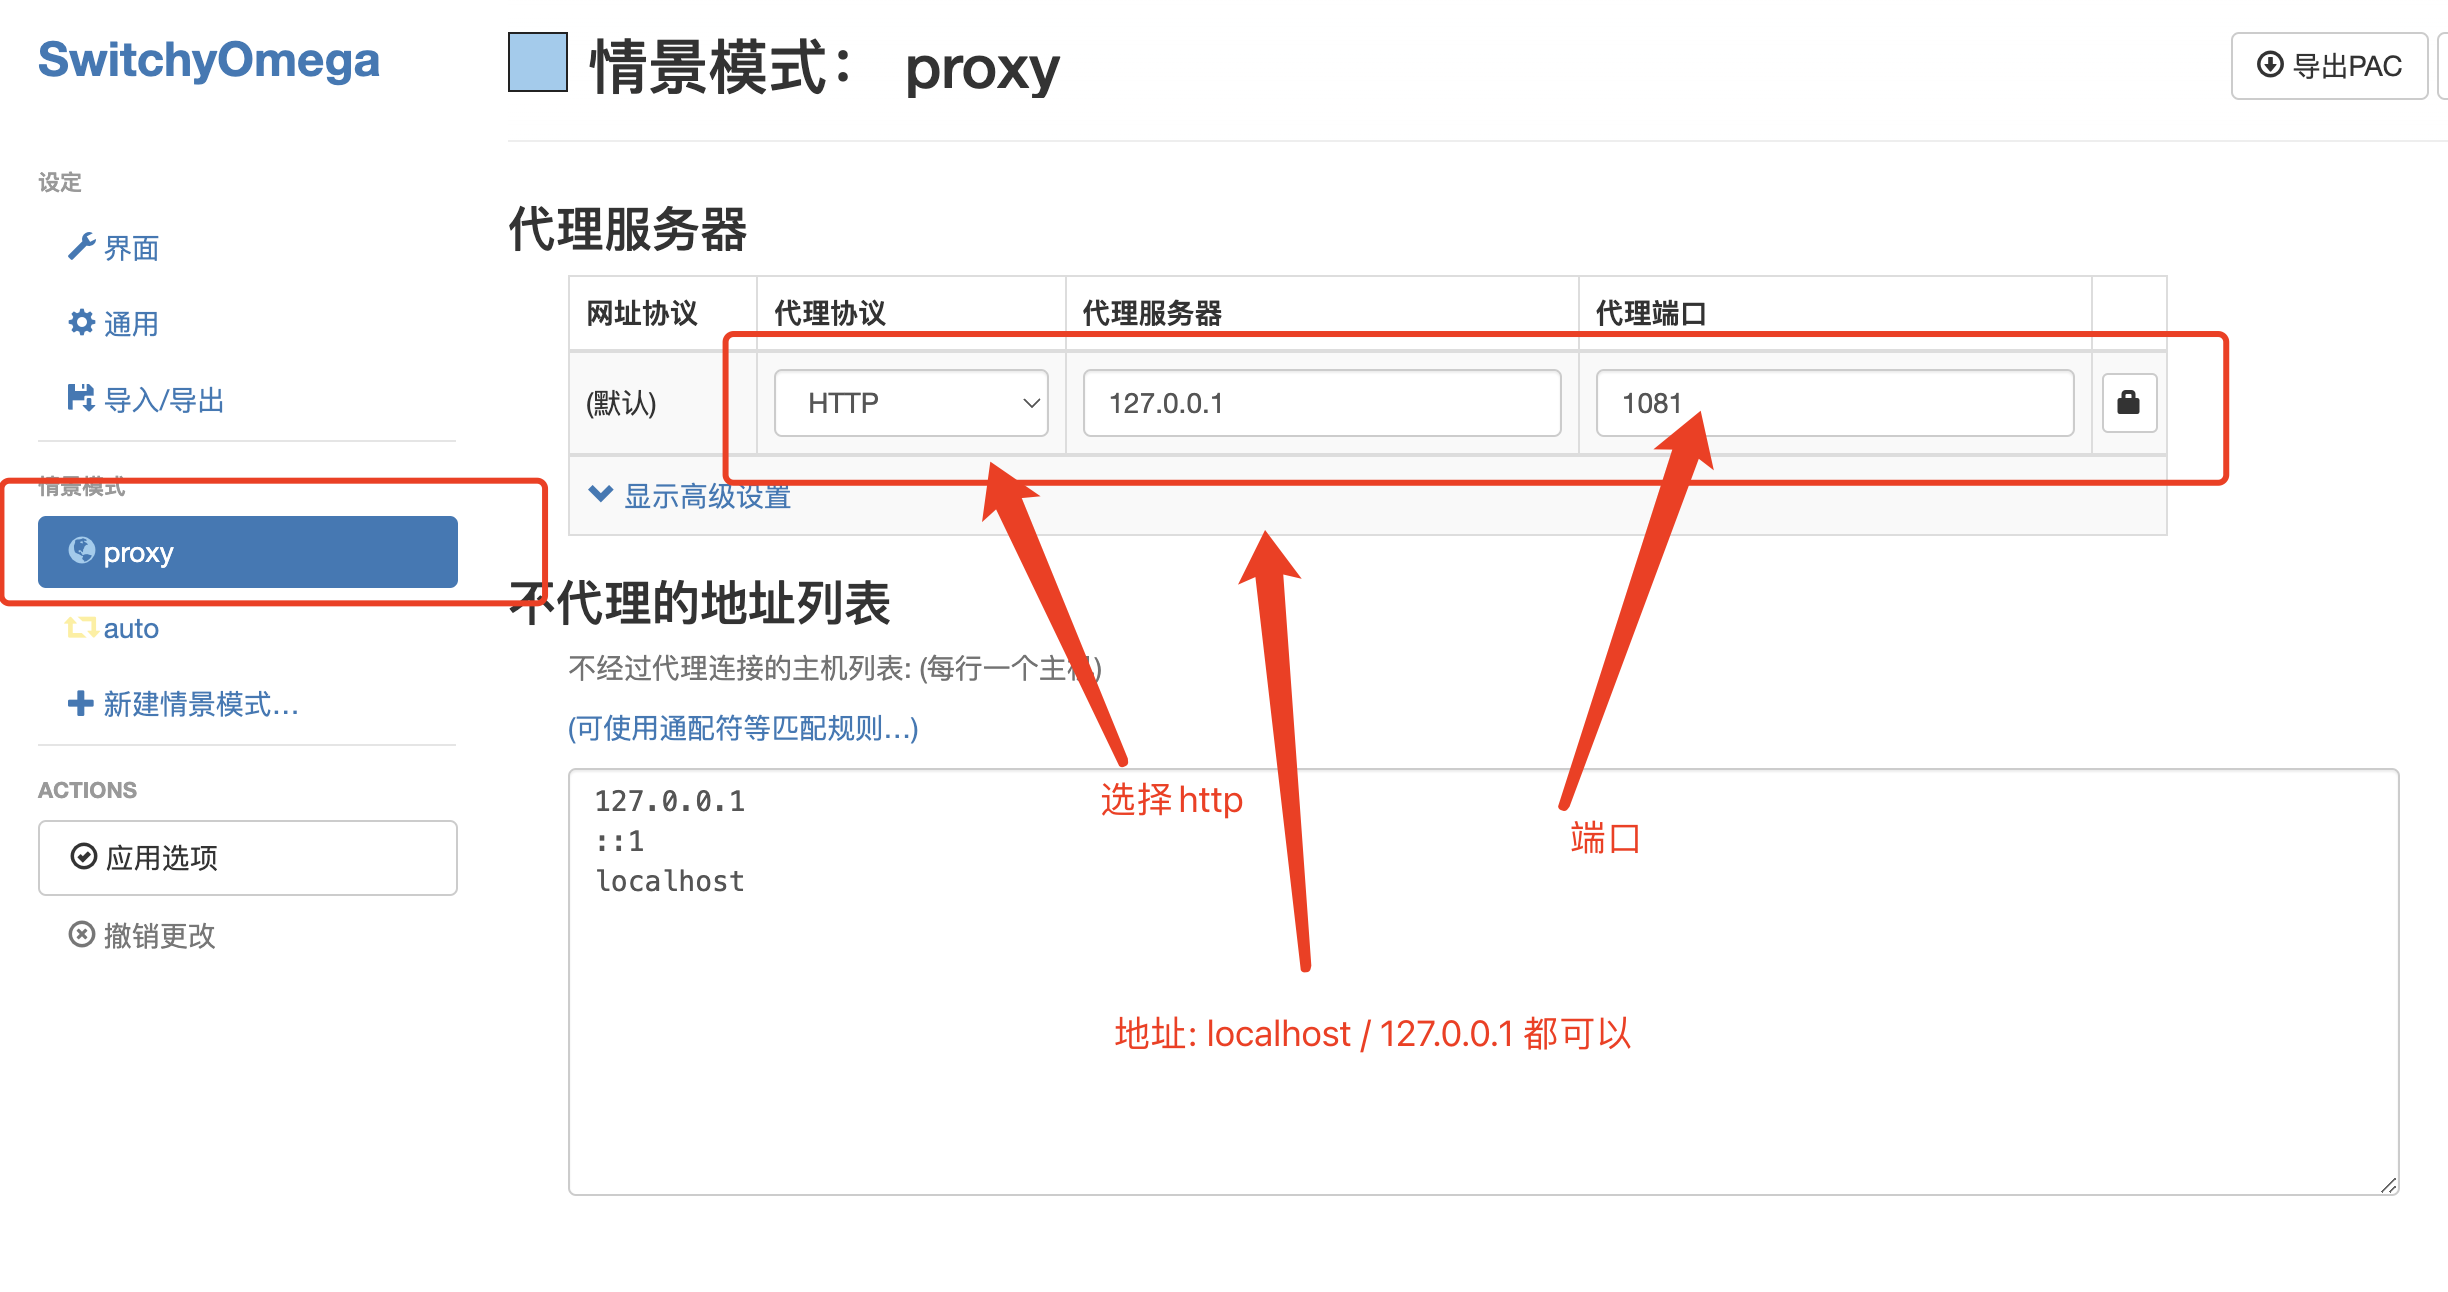 SwitchyOmega
设定
界面
通用
导入/导出
情景模式
proxy
auto
新建情景模式...
ACTIONS
应用选项
撤销更改
情景模式： proxy
导出PAC
代理服务器
网址协议 代理协议 代理服务器 代理端口
(默认) HTTP 127.0.0.1 1081
显示高级设置
不代理的地址列表
不经过代理连接的主机列表: (每行一个主机)
(可使用通配符等匹配规则...)
127.0.0.1
::1
localhost
选择 http
端口
地址: localhost / 127.0.0.1 都可以